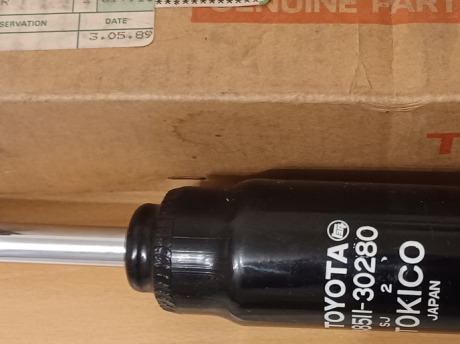 GENUINE PART
SERVATION
DATE
3.05.89
TOYOTA
8511-30280
SJ 2
TOKICO
JAPAN